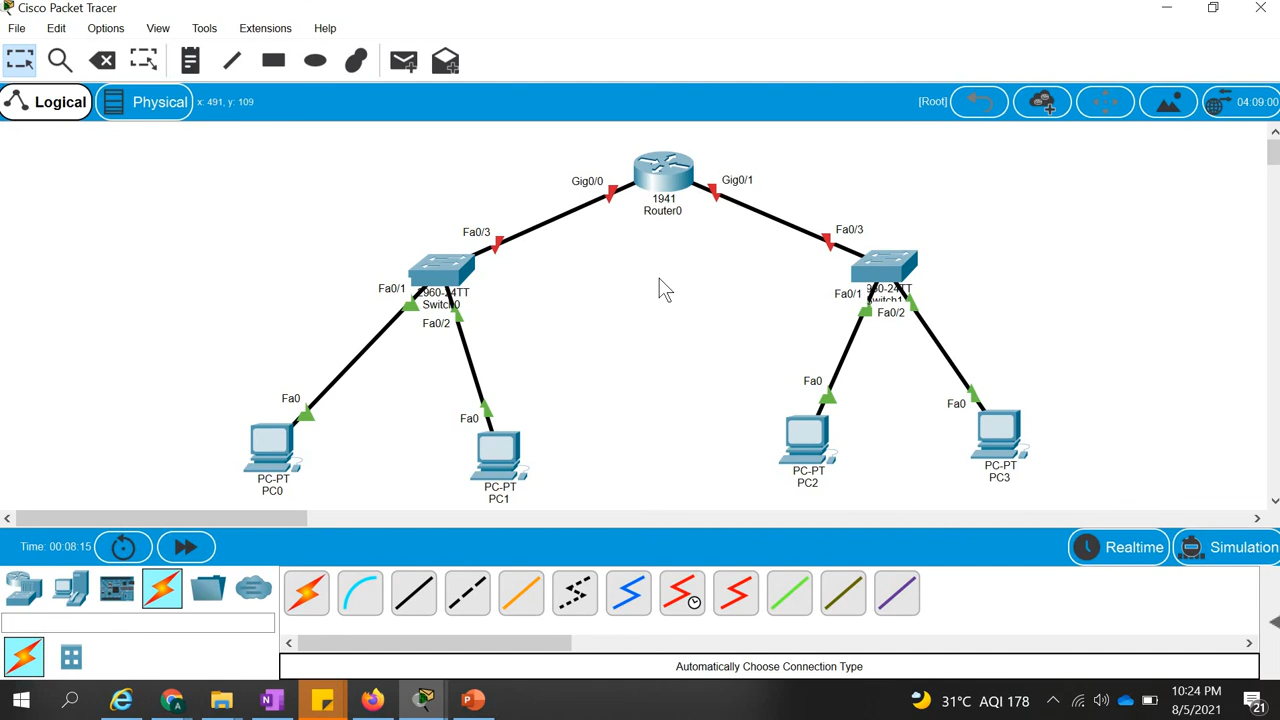 Cisco Packet Tracer
File Edit Options View Tools Extensions Help
Logical Physical x: 491, y: 109 [Root] 04:09:00
Gig0/0 Gig0/1
1941
Router0
Fa0/3 Fa0/3
2960-24TT
Switch0
Fa0/1 Fa0/1
Fa0/2 Fa0/2
Fa0 Fa0
Fa0 Fa0
PC-PT
PC0
PC-PT
PC1
PC-PT
PC2
PC-PT
PC3
Time: 00:08:15 Realtime Simulation
Automatically Choose Connection Type
31°C AQI 178
10:24 PM
8/5/2021
21